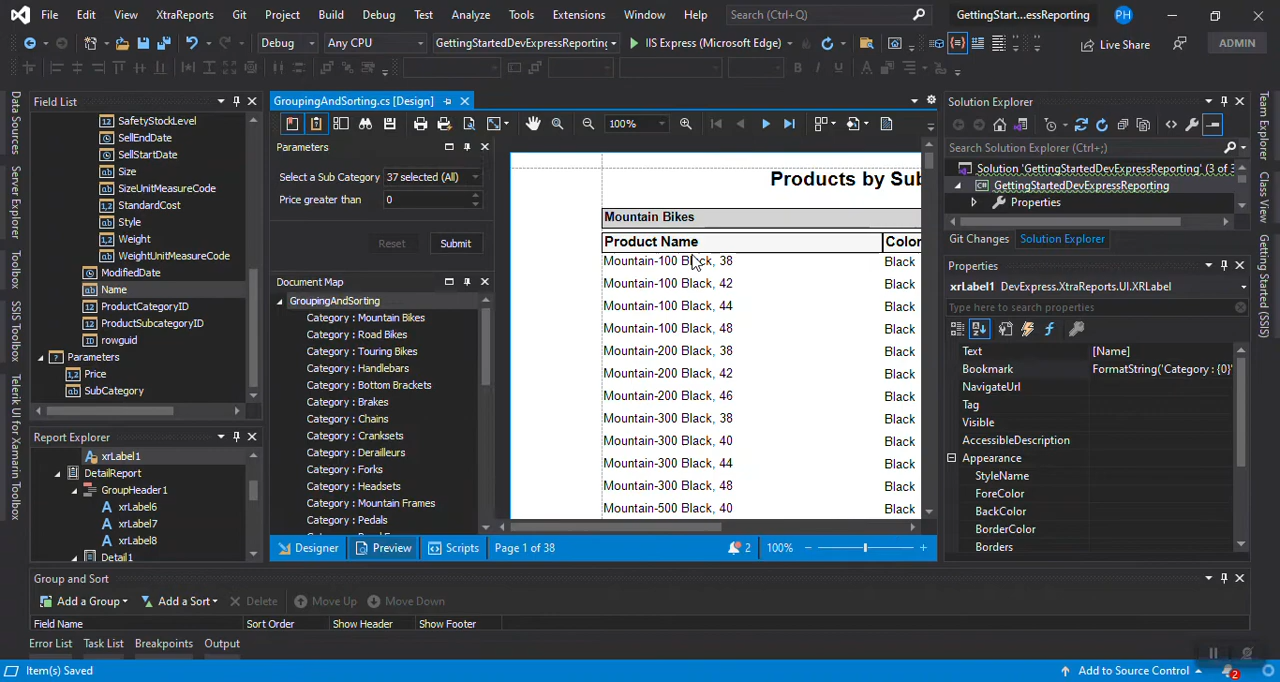 File Edit View XtraReports Git Project Build Debug Test Analyze Tools Extensions Window Help Search (Ctrl+Q) GettingStart...essReporting PH
Debug Any CPU GettingStartedDevExpressReporting IIS Express (Microsoft Edge) Live Share ADMIN
B I U A
Data Sources
Server Explorer
Toolbox
SSIS Toolbox
Telerik UI for Xamarin Toolbox
Field List
SafetyStockLevel
SellEndDate
SellStartDate
Size
SizeUnitMeasureCode
StandardCost
Style
Weight
WeightUnitMeasureCode
ModifiedDate
Name
ProductCategoryID
ProductSubcategoryID
rowguid
Parameters
Price
SubCategory
Report Explorer
xrLabel1
DetailReport
GroupHeader1
xrLabel6
xrLabel7
xrLabel8
Detail1
GroupingAndSorting.cs [Design]
100%
Parameters
Select a Sub Category 37 selected (All)
Price greater than 0
Reset Submit
Document Map
GroupingAndSorting
Category : Mountain Bikes
Category : Road Bikes
Category : Touring Bikes
Category : Handlebars
Category : Bottom Brackets
Category : Brakes
Category : Chains
Category : Cranksets
Category : Derailleurs
Category : Forks
Category : Headsets
Category : Mountain Frames
Category : Pedals
Products by Sub
Mountain Bikes
Product Name Color
Mountain-100 Black, 38 Black
Mountain-100 Black, 42 Black
Mountain-100 Black, 44 Black
Mountain-100 Black, 48 Black
Mountain-200 Black, 38 Black
Mountain-200 Black, 42 Black
Mountain-200 Black, 46 Black
Mountain-300 Black, 38 Black
Mountain-300 Black, 40 Black
Mountain-300 Black, 44 Black
Mountain-300 Black, 48 Black
Mountain-500 Black, 40 Black
Designer Preview Scripts Page 1 of 38 2 100% − +
Solution Explorer
Search Solution Explorer (Ctrl+;)
Solution 'GettingStartedDevExpressReporting' (3 of 3
GettingStartedDevExpressReporting
Properties
Git Changes Solution Explorer
Properties
xrLabel1 DevExpress.XtraReports.UI.XRLabel
Type here to search properties
Text [Name]
Bookmark FormatString('Category : {0}'
NavigateUrl
Tag
Visible
AccessibleDescription
Appearance
StyleName
ForeColor
BackColor
BorderColor
Borders
Team Explorer
Class View
Getting Started (SSIS)
Group and Sort
Add a Group Add a Sort Delete Move Up Move Down
Field Name Sort Order Show Header Show Footer
Error List Task List Breakpoints Output
Item(s) Saved Add to Source Control 2